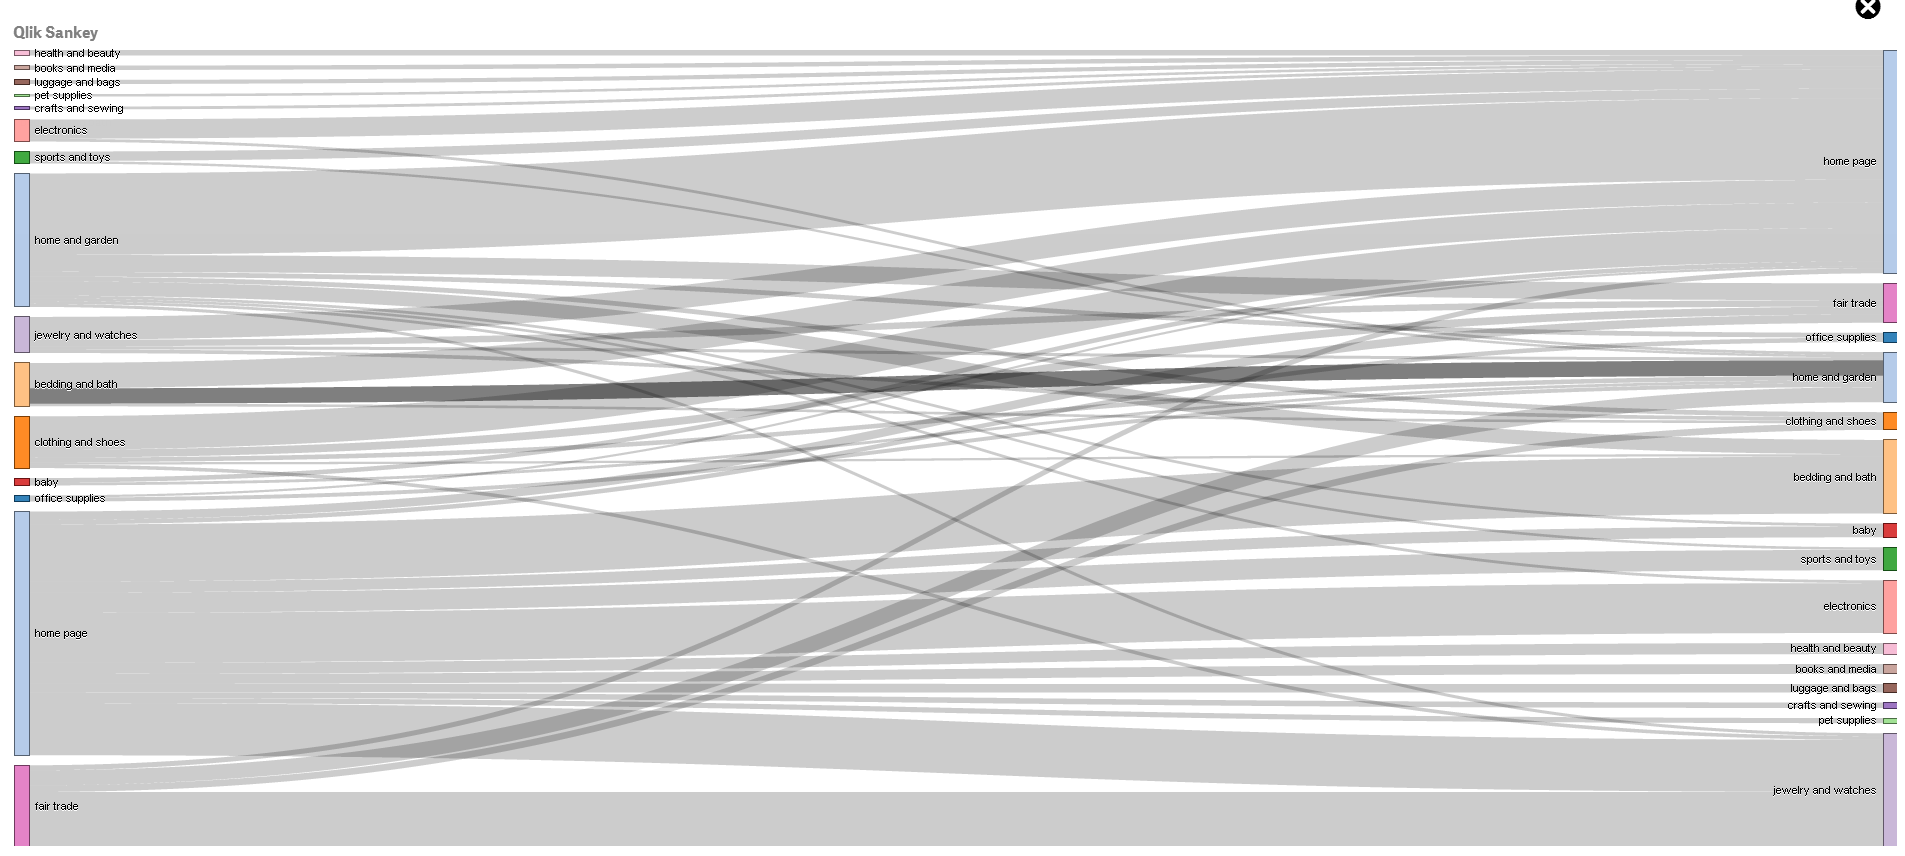 Qlik Sankey
health and beauty
books and media
luggage and bags
pet supplies
crafts and sewing
electronics
sports and toys
home and garden
jewelry and watches
bedding and bath
clothing and shoes
baby
office supplies
home page
fair trade
home page
fair trade
office supplies
home and garden
clothing and shoes
bedding and bath
baby
sports and toys
electronics
health and beauty
books and media
luggage and bags
crafts and sewing
pet supplies
jewelry and watches